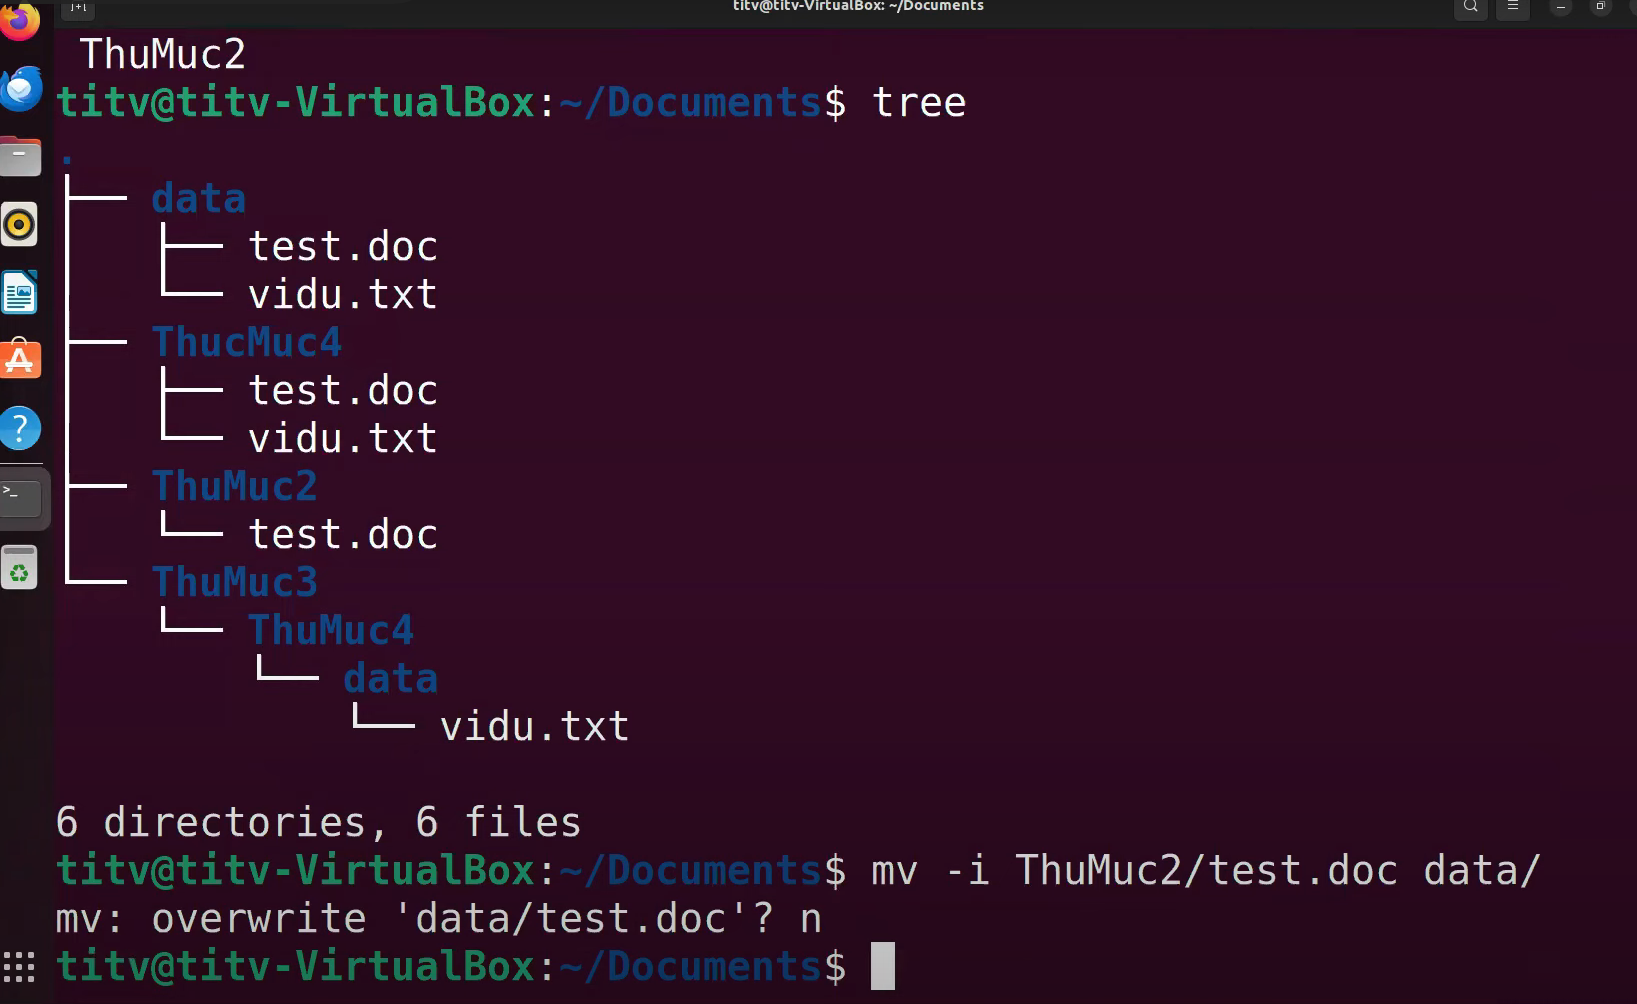 titv@titv-VirtualBox: ~/Documents
ThuMuc2
titv@titv-VirtualBox:~/Documents$ tree
.
├── data
│   ├── test.doc
│   └── vidu.txt
├── ThucMuc4
│   ├── test.doc
│   └── vidu.txt
├── ThuMuc2
│   └── test.doc
└── ThuMuc3
    └── ThuMuc4
        └── data
            └── vidu.txt
6 directories, 6 files
titv@titv-VirtualBox:~/Documents$ mv -i ThuMuc2/test.doc data/
mv: overwrite 'data/test.doc'? n
titv@titv-VirtualBox:~/Documents$